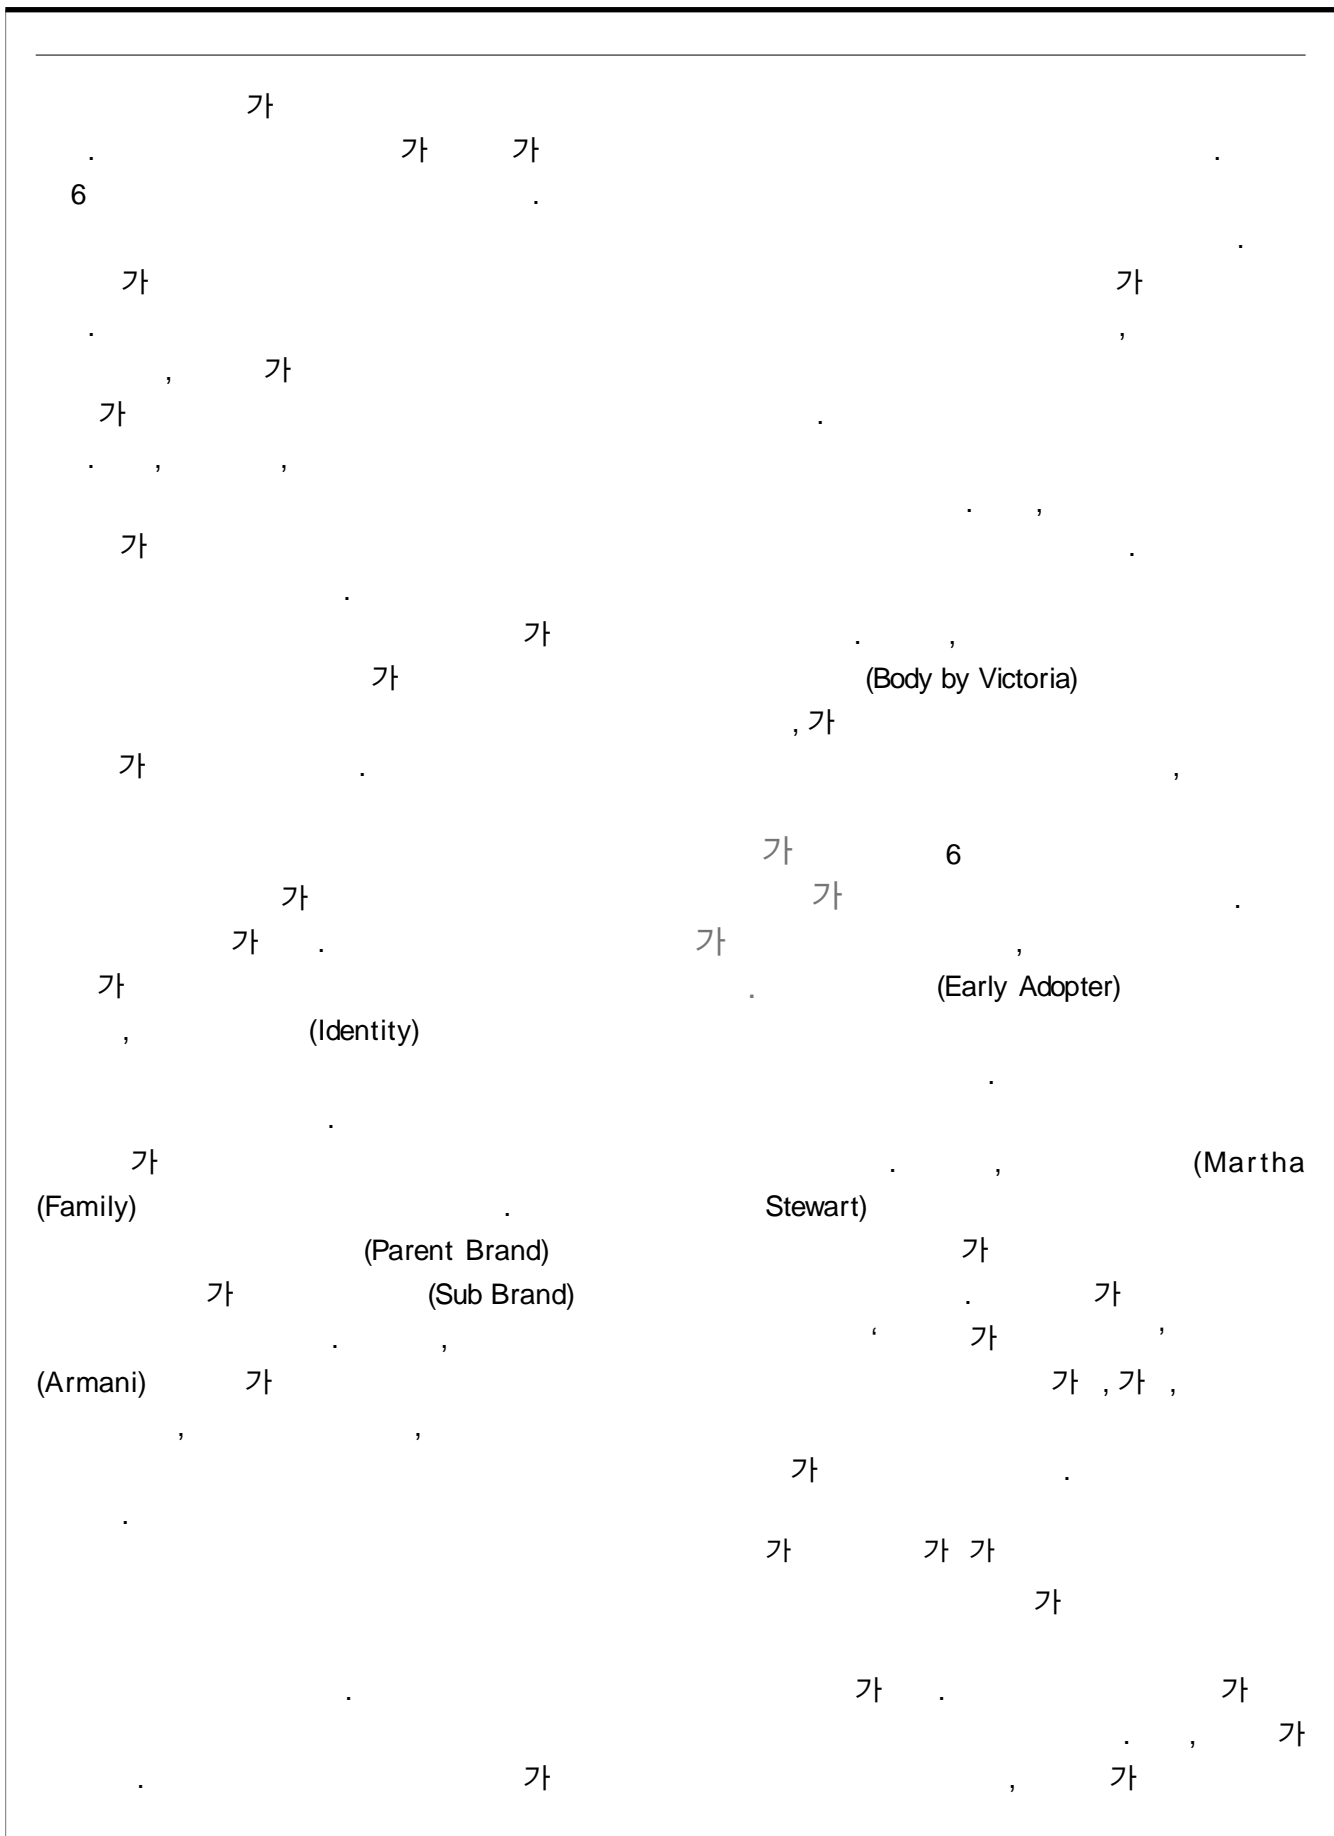 가
. 가 가
6 .
가
.
, 가
가
. , ,
가
.
가
가
가 .
가
가 .
가
, (Identity)
.
가
(Family) .
(Parent Brand)
가 (Sub Brand)
. ,
(Armani) 가
, ,
.
.
. 가
.
.
가
,
.
. ,
.
. ,
(Body by Victoria)
, 가
,
가 6
가 .
가 ,
. (Early Adopter)
.
. , (Martha
Stewart)
가
. 가
‘ 가 ’
가 , 가 ,
가 .
가 가 가
가
가 . 가
. , 가
, 가